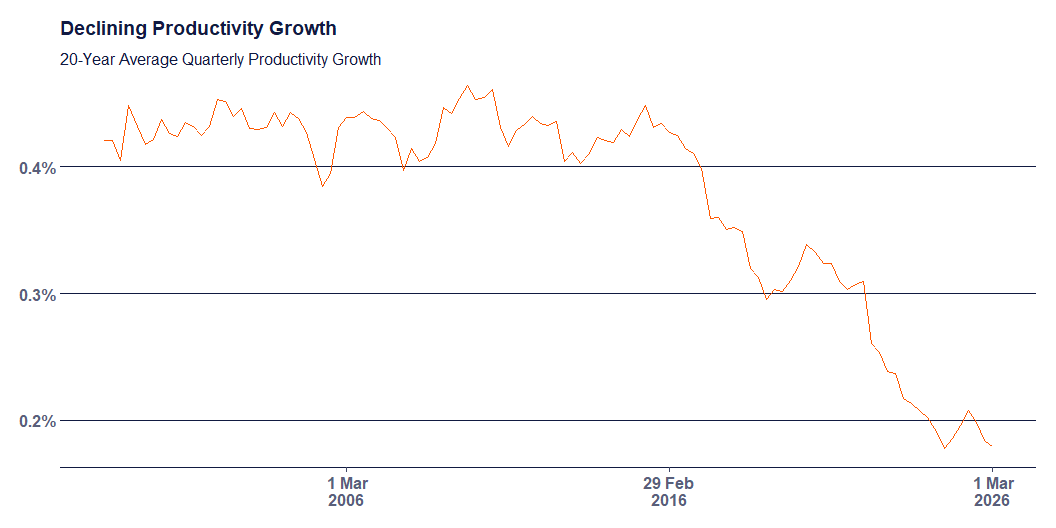 Declining Productivity Growth
20-Year Average Quarterly Productivity Growth
0.4%
0.3%
0.2%
1 Mar
2006
29 Feb
2016
1 Mar
2026